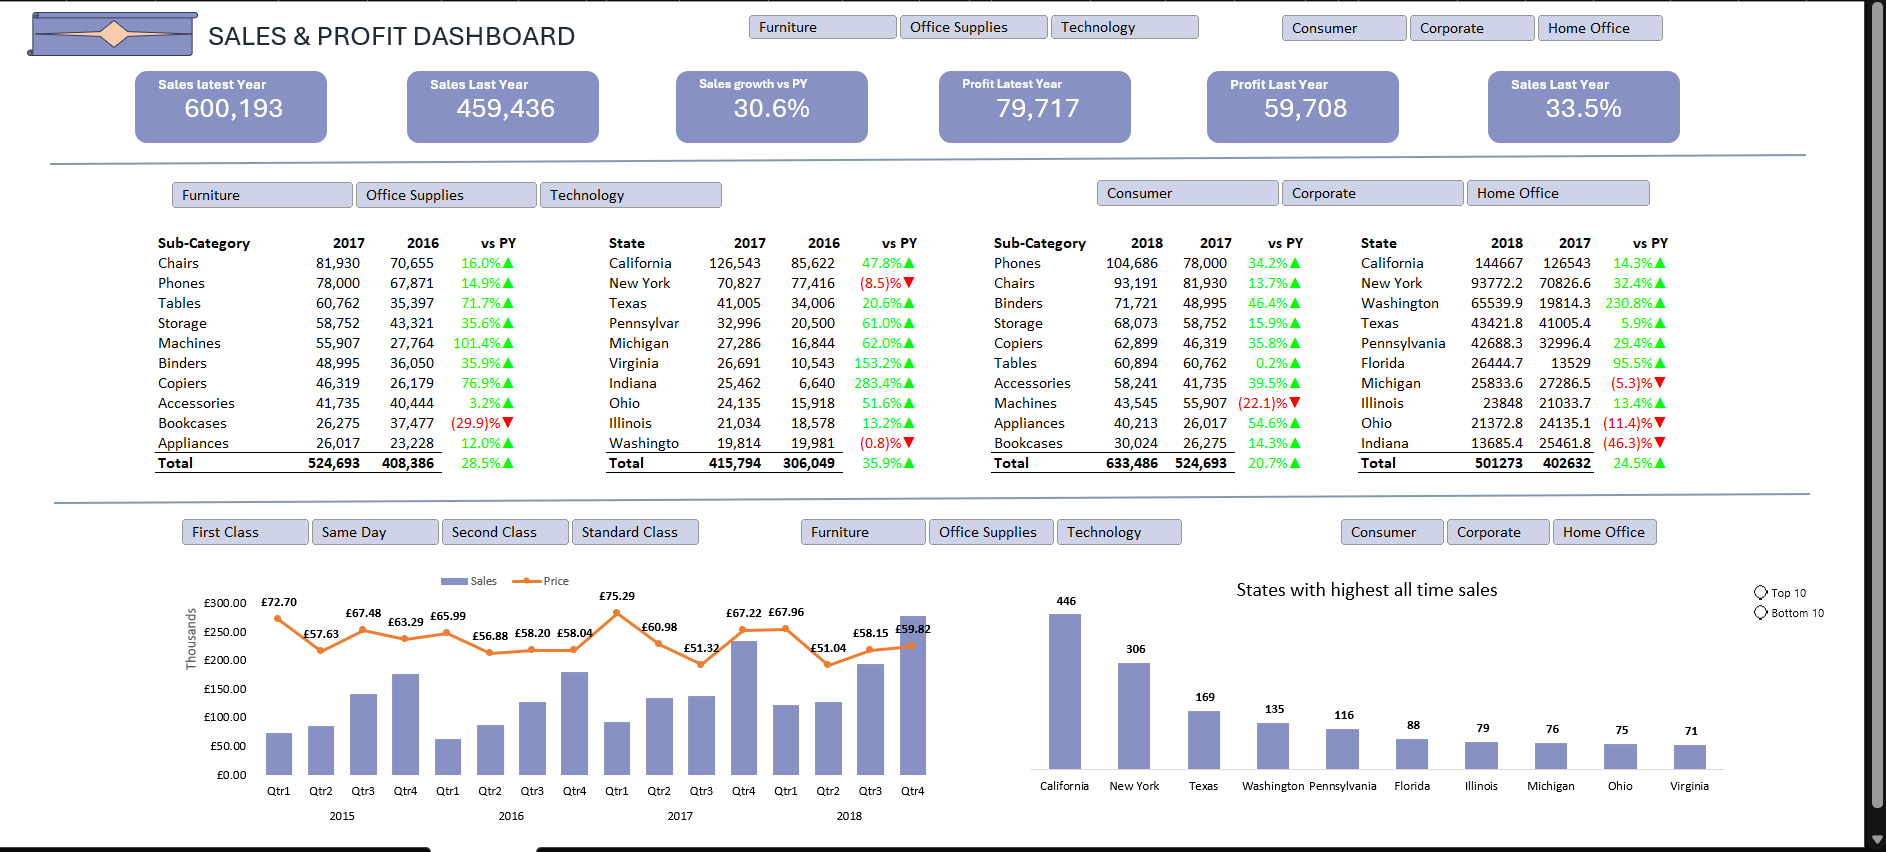 SALES & PROFIT DASHBOARD
Furniture Office Supplies Technology
Consumer Corporate Home Office
Sales latest Year
600,193
Sales Last Year
459,436
Sales growth vs PY
30.6%
Profit Latest Year
79,717
Profit Last Year
59,708
Sales Last Year
33.5%
Furniture Office Supplies Technology
Consumer Corporate Home Office
Sub-Category 2017 2016 vs PY
Chairs 81,930 70,655 16.0%▲
Phones 78,000 67,871 14.9%▲
Tables 60,762 35,397 71.7%▲
Storage 58,752 43,321 35.6%▲
Machines 55,907 27,764 101.4%▲
Binders 48,995 36,050 35.9%▲
Copiers 46,319 26,179 76.9%▲
Accessories 41,735 40,444 3.2%▲
Bookcases 26,275 37,477 (29.9)%▼
Appliances 26,017 23,228 12.0%▲
Total 524,693 408,386 28.5%▲
State 2017 2016 vs PY
California 126,543 85,622 47.8%▲
New York 70,827 77,416 (8.5)%▼
Texas 41,005 34,006 20.6%▲
Pennsylvar 32,996 20,500 61.0%▲
Michigan 27,286 16,844 62.0%▲
Virginia 26,691 10,543 153.2%▲
Indiana 25,462 6,640 283.4%▲
Ohio 24,135 15,918 51.6%▲
Illinois 21,034 18,578 13.2%▲
Washingto 19,814 19,981 (0.8)%▼
Total 415,794 306,049 35.9%▲
Sub-Category 2018 2017 vs PY
Phones 104,686 78,000 34.2%▲
Chairs 93,191 81,930 13.7%▲
Binders 71,721 48,995 46.4%▲
Storage 68,073 58,752 15.9%▲
Copiers 62,899 46,319 35.8%▲
Tables 60,894 60,762 0.2%▲
Accessories 58,241 41,735 39.5%▲
Machines 43,545 55,907 (22.1)%▼
Appliances 40,213 26,017 54.6%▲
Bookcases 30,024 26,275 14.3%▲
Total 633,486 524,693 20.7%▲
State 2018 2017 vs PY
California 144667 126543 14.3%▲
New York 93772.2 70826.6 32.4%▲
Washington 65539.9 19814.3 230.8%▲
Texas 43421.8 41005.4 5.9%▲
Pennsylvania 42688.3 32996.4 29.4%▲
Florida 26444.7 13529 95.5%▲
Michigan 25833.6 27286.5 (5.3)%▼
Illinois 23848 21033.7 13.4%▲
Ohio 21372.8 24135.1 (11.4)%▼
Indiana 13685.4 25461.8 (46.3)%▼
Total 501273 402632 24.5%▲
First Class Same Day Second Class Standard Class
Furniture Office Supplies Technology
Consumer Corporate Home Office
Sales Price
Thousands
£300.00
£250.00
£200.00
£150.00
£100.00
£50.00
£0.00
£72.70 £57.63 £67.48 £63.29 £65.99 £56.88 £58.20 £58.04 £75.29 £60.98 £51.32 £67.22 £67.96 £51.04 £58.15 £59.82
Qtr1 Qtr2 Qtr3 Qtr4 Qtr1 Qtr2 Qtr3 Qtr4 Qtr1 Qtr2 Qtr3 Qtr4 Qtr1 Qtr2 Qtr3 Qtr4
2015 2016 2017 2018
States with highest all time sales
446 306 169 135 116 88 79 76 75 71
California New York Texas Washington Pennsylvania Florida Illinois Michigan Ohio Virginia
Top 10
Bottom 10